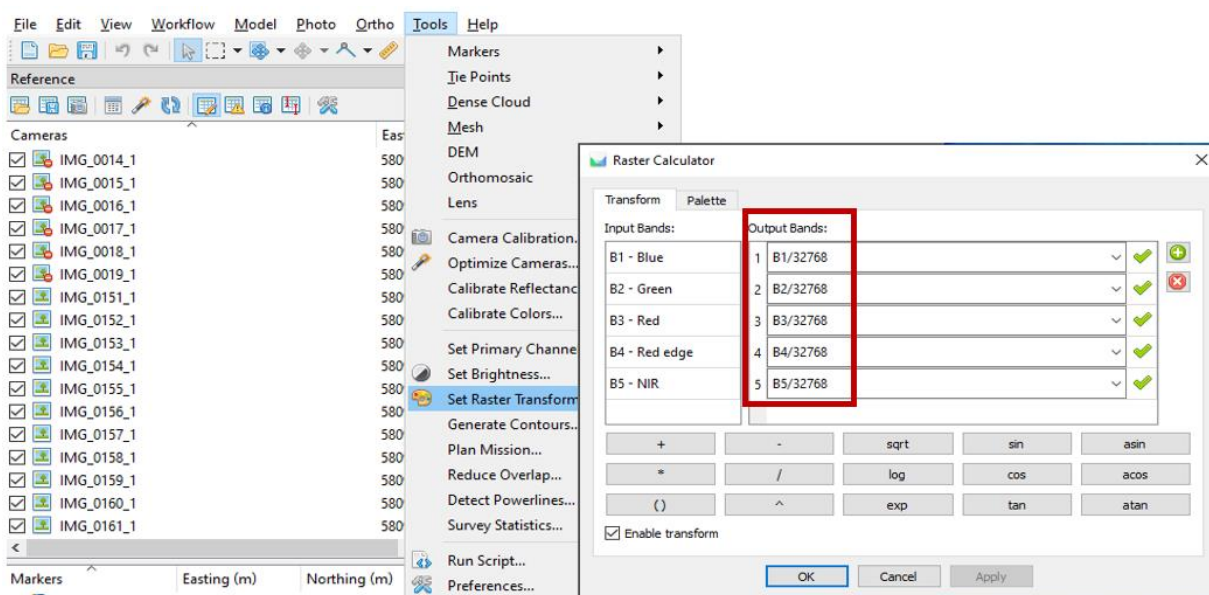 File Edit View Workflow Model Photo Ortho Tools Help
Reference
Cameras
Eas
IMG_0014_1 580
IMG_0015_1 580
IMG_0016_1 580
IMG_0017_1 580
IMG_0018_1 580
IMG_0019_1 580
IMG_0151_1 580
IMG_0152_1 580
IMG_0153_1 580
IMG_0154_1 580
IMG_0155_1 580
IMG_0156_1 580
IMG_0157_1 580
IMG_0158_1 580
IMG_0159_1 580
IMG_0160_1 580
IMG_0161_1 580
<
Markers Easting (m) Northing (m)
Markers
Tie Points
Dense Cloud
Mesh
DEM
Orthomosaic
Lens
Camera Calibration.
Optimize Cameras...
Calibrate Reflectanc
Calibrate Colors...
Set Primary Channe
Set Brightness...
Set Raster Transform
Generate Contours..
Plan Mission...
Reduce Overlap...
Detect Powerlines...
Survey Statistics...
Run Script...
Preferences...
Raster Calculator
Transform Palette
Input Bands: Output Bands:
B1 - Blue 1 B1/32768
B2 - Green 2 B2/32768
B3 - Red 3 B3/32768
B4 - Red edge 4 B4/32768
B5 - NIR 5 B5/32768
+ - sqrt sin asin
* / log cos acos
() ^ exp tan atan
Enable transform
OK Cancel Apply